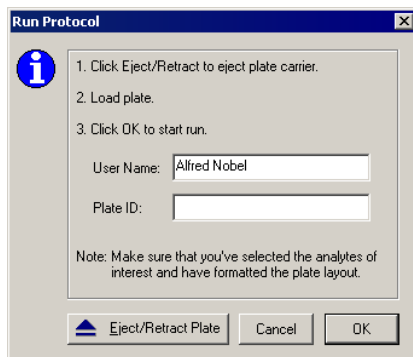 Run Protocol
1. Click Eject/Retract to eject plate carrier.
2. Load plate.
3. Click OK to start run.
User Name: Alfred Nobel
Plate ID:
Note: Make sure that you've selected the analytes of
interest and have formatted the plate layout.
Eject/Retract Plate Cancel OK